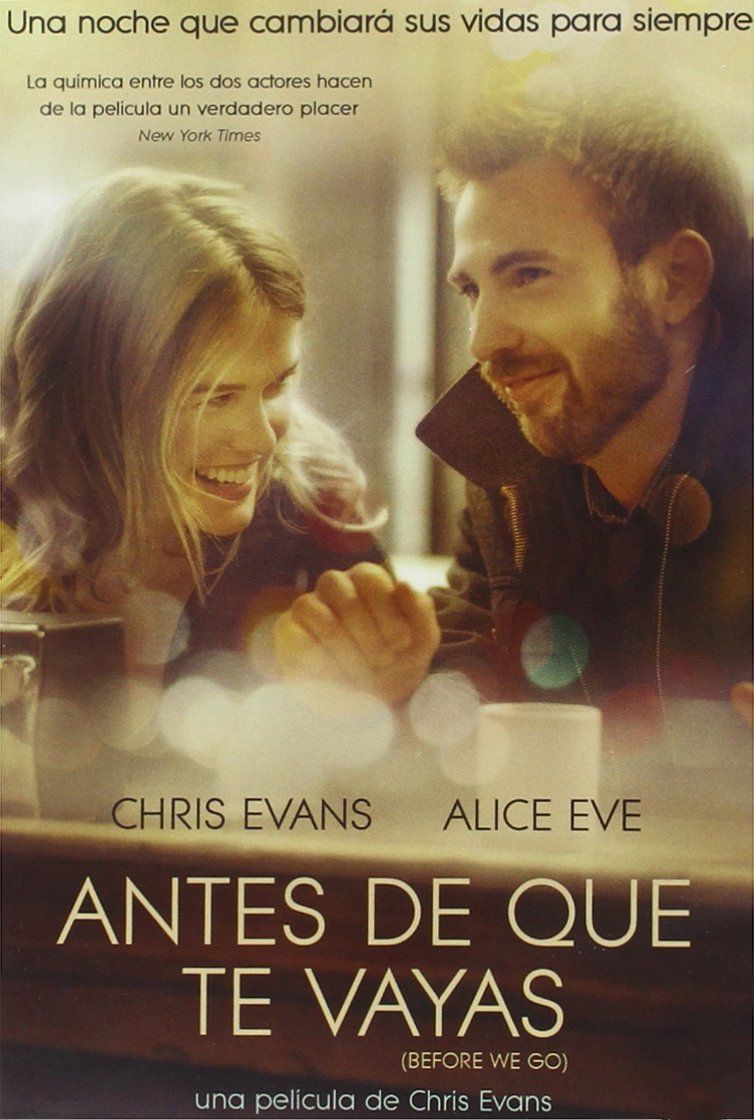 Una noche que cambiará sus vidas para siempre
La química entre los dos actores hacen
de la película un verdadero placer
New York Times
CHRIS EVANS ALICE EVE
ANTES DE QUE
TE VAYAS
(BEFORE WE GO)
una película de Chris Evans